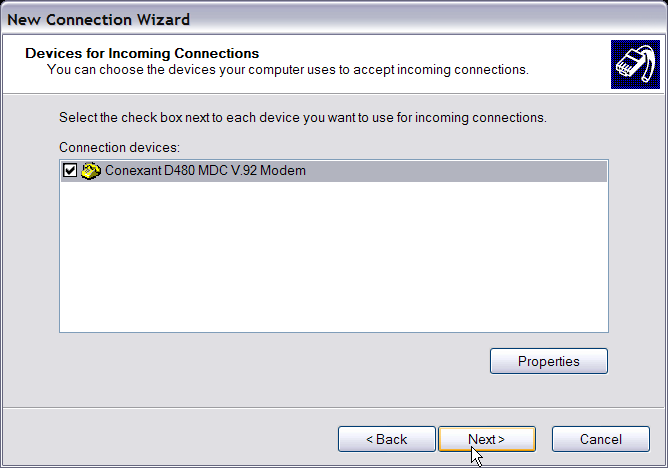 New Connection Wizard
Devices for Incoming Connections
You can choose the devices your computer uses to accept incoming connections.
Select the check box next to each device you want to use for incoming connections.
Connection devices:
Conexant D480 MDC V.92 Modem
Properties
< Back
Next >
Cancel